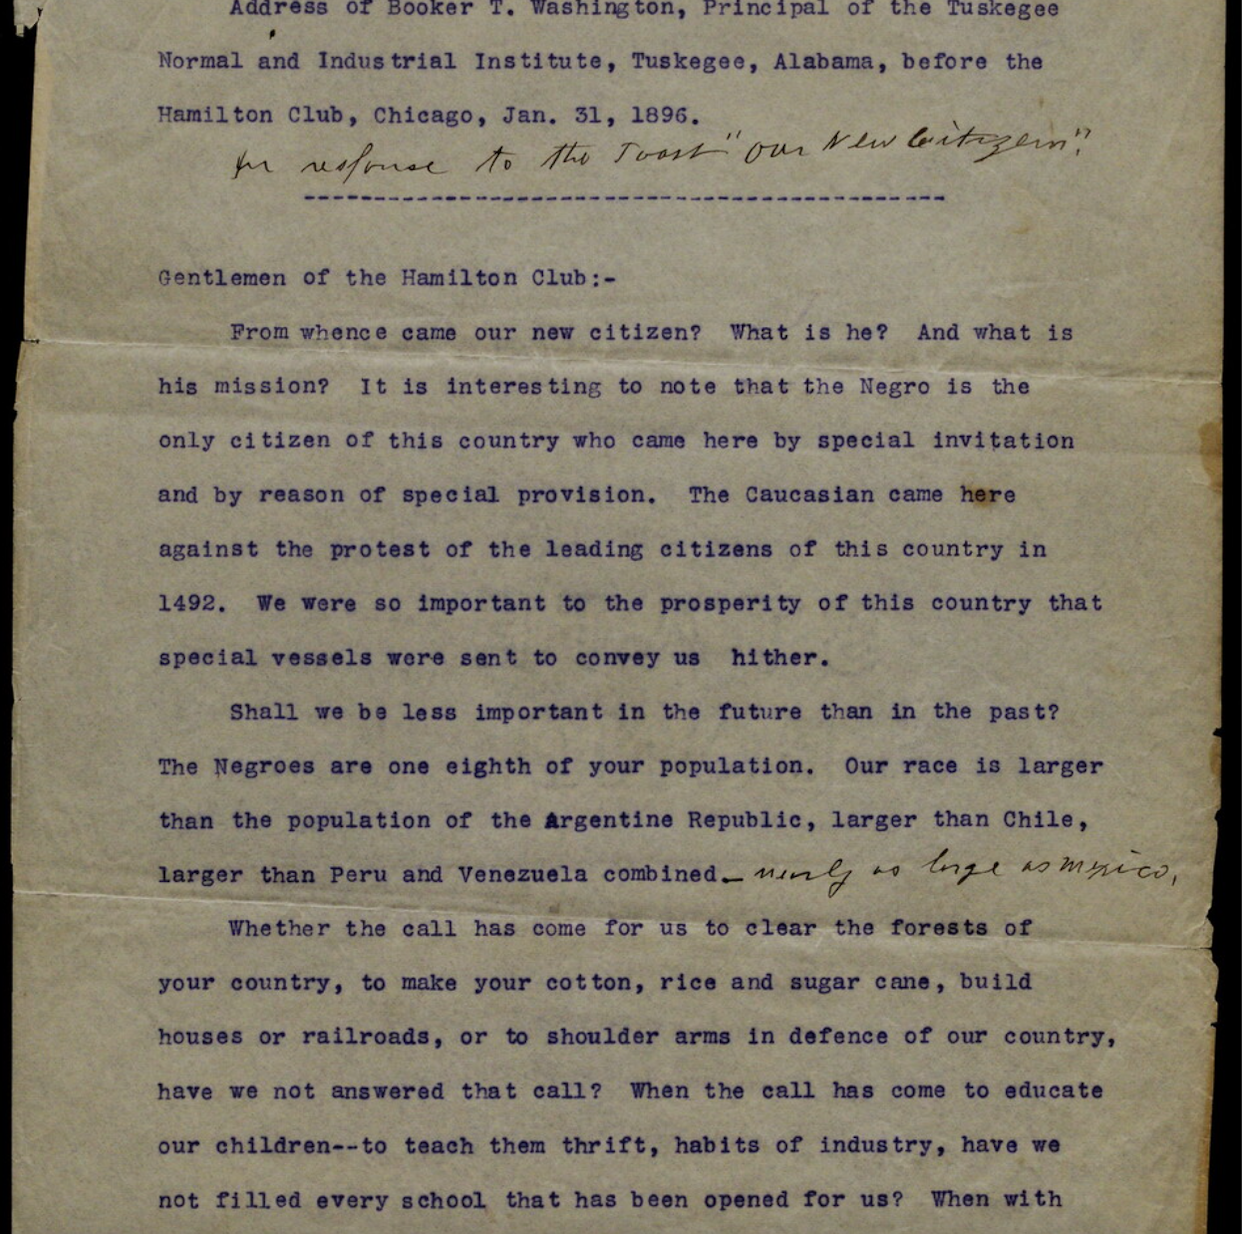 Address of Booker T. Washington, Principal of the Tuskegee
Normal and Industrial Institute, Tuskegee, Alabama, before the
Hamilton Club, Chicago, Jan. 31, 1896.
In response to the Toast "Our New Citizen".
----------------------------------------------
Gentlemen of the Hamilton Club:-
From whence came our new citizen? What is he? And what is
his mission? It is interesting to note that the Negro is the
only citizen of this country who came here by special invitation
and by reason of special provision. The Caucasian came here
against the protest of the leading citizens of this country in
1492. We were so important to the prosperity of this country that
special vessels were sent to convey us hither.
Shall we be less important in the future than in the past?
The Negroes are one eighth of your population. Our race is larger
than the population of the Argentine Republic, larger than Chile,
larger than Peru and Venezuela combined_ nearly as large as Mexico.
Whether the call has come for us to clear the forests of
your country, to make your cotton, rice and sugar cane, build
houses or railroads, or to shoulder arms in defence of our country,
have we not answered that call? When the call has come to educate
our children--to teach them thrift, habits of industry, have we
not filled every school that has been opened for us? When with